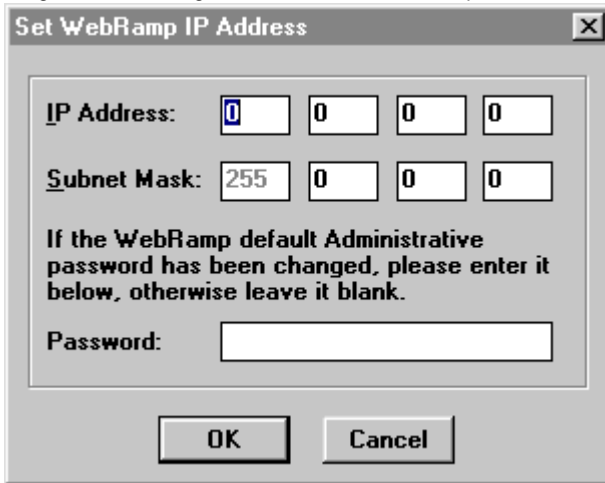 Set WebRamp IP Address
IP Address: 0 0 0 0
Subnet Mask: 255 0 0 0
If the WebRamp default Administrative
password has been changed, please enter it
below, otherwise leave it blank.
Password:
OK Cancel